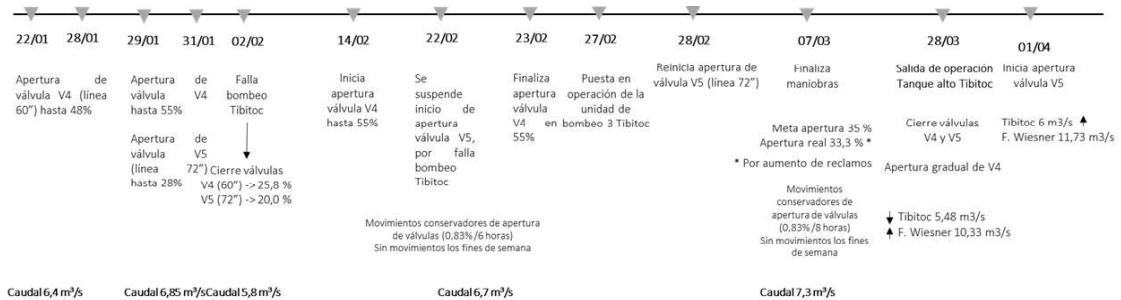 22/01
28/01
29/01
31/01
02/02
14/02
22/02
23/02
27/02
28/02
07/03
28/03
01/04
Apertura de
válvula V4 (línea
60”) hasta 48%
Apertura de
válvula V4
hasta 55%
Apertura de
válvula V5
(línea 72”)
hasta 28%
Falla
bombeo
Tibitoc
Cierre válvulas
V4 (60”) -> 25,8 %
V5 (72”) -> 20,0 %
Inicia
apertura
válvula V4
hasta 55%
Se
suspende
inicio de
apertura
válvula V5,
por falla
bombeo
Tibitoc
Finaliza
apertura
válvula
V4 en
55%
Puesta en
operación de la
unidad de
bombeo 3 Tibitoc
Reinicia apertura de
válvula V5 (línea 72”)
Finaliza
maniobras
Meta apertura 35 %
Apertura real 33,3 % *
* Por aumento de reclamos
Movimientos
conservadores de
apertura de válvulas
(0,83%/8 horas)
Sin movimientos los fines
de semana
Salida de operación
Tanque alto Tibitoc
Cierre válvulas
V4 y V5
Apertura gradual de V4
Tibitoc 5,48 m3/s
F. Wiesner 10,33 m3/s
Inicia apertura
válvula V5
Tibitoc 6 m3/s
F. Wiesner 11,73 m3/s
Movimientos conservadores de apertura
de válvulas (0,83%/6 horas)
Sin movimientos los fines de semana
Caudal 6,4 m³/s
Caudal 6,85 m³/s
Caudal 5,8 m³/s
Caudal 6,7 m³/s
Caudal 7,3 m³/s